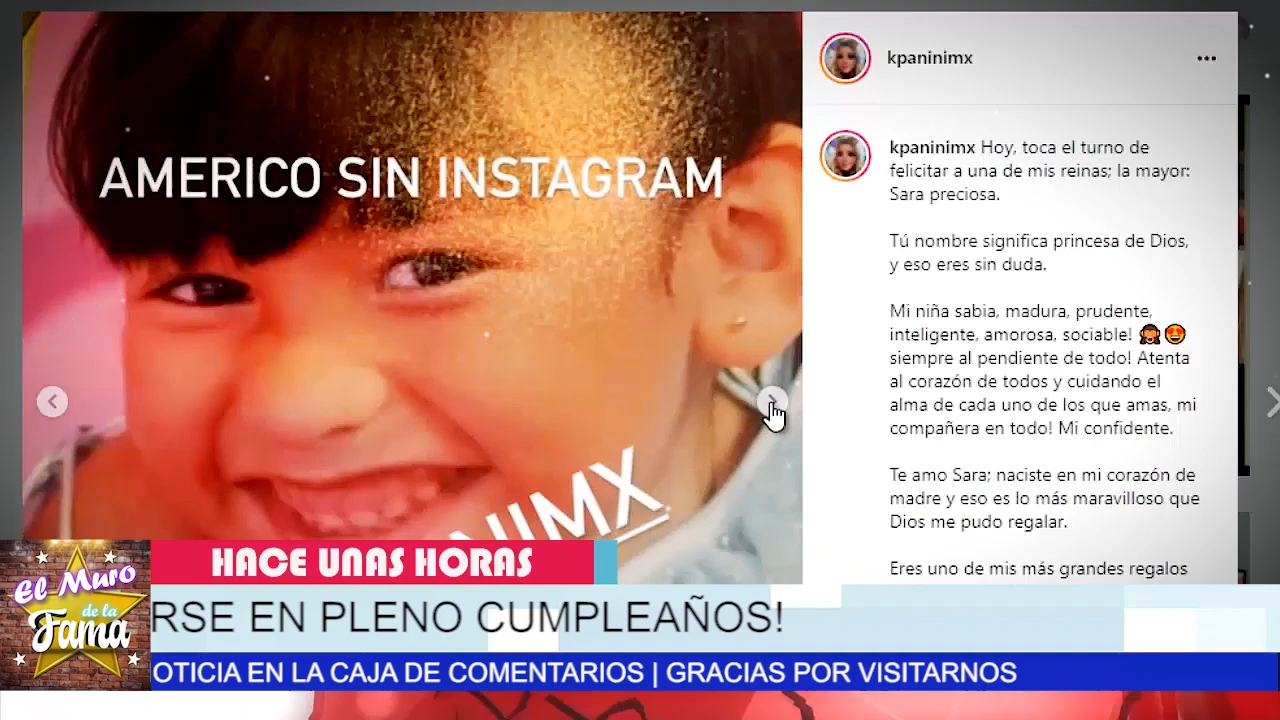 AMERICO SIN INSTAGRAM
NIMX
kpaninimx
kpaninimx Hoy, toca el turno de
felicitar a una de mis reinas; la mayor:
Sara preciosa.
Tú nombre significa princesa de Dios,
y eso eres sin duda.
Mi niña sabia, madura, prudente,
inteligente, amorosa, sociable! 🙈😍
siempre al pendiente de todo! Atenta
al corazón de todos y cuidando el
alma de cada uno de los que amas, mi
compañera en todo! Mi confidente.
Te amo Sara; naciste en mi corazón de
madre y eso es lo más maravilloso que
Dios me pudo regalar.
Eres uno de mis más grandes regalos
HACE UNAS HORAS
El Muro
de la
Fama
RSE EN PLENO CUMPLEAÑOS!
OTICIA EN LA CAJA DE COMENTARIOS | GRACIAS POR VISITARNOS